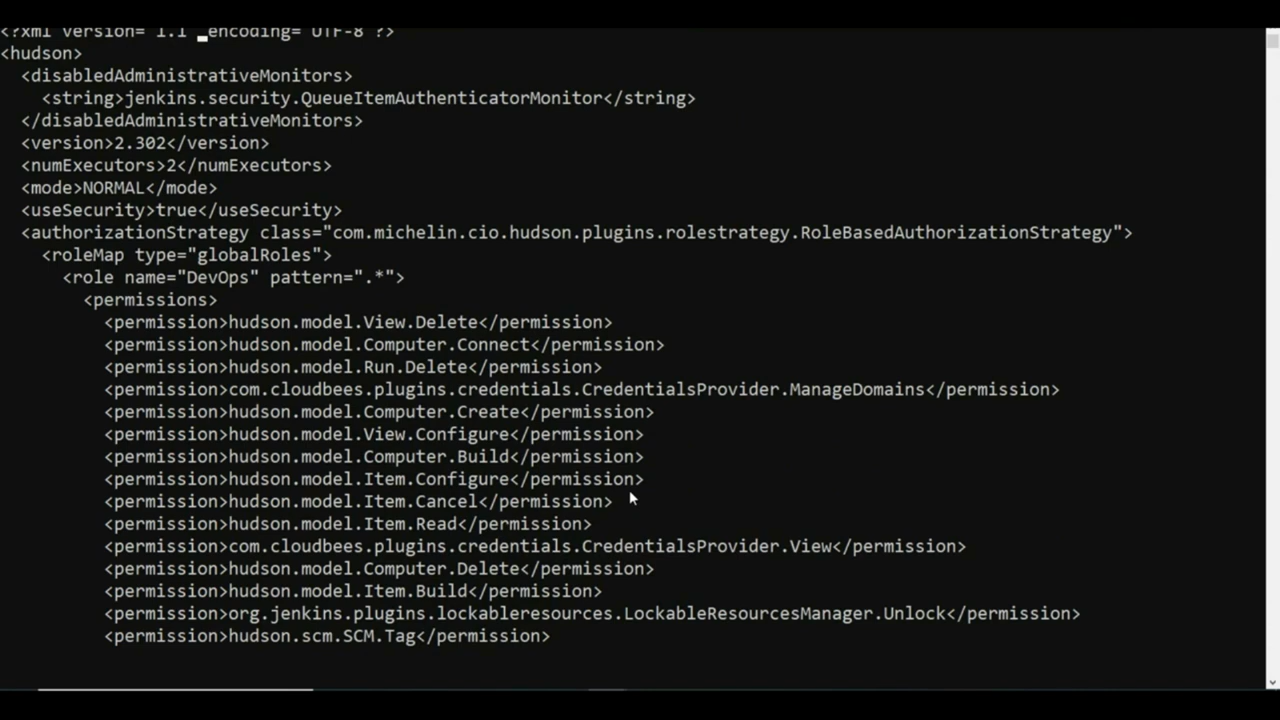 <?xml version='1.1' encoding='UTF-8'?>
<hudson>
  <disabledAdministrativeMonitors>
    <string>jenkins.security.QueueItemAuthenticatorMonitor</string>
  </disabledAdministrativeMonitors>
  <version>2.302</version>
  <numExecutors>2</numExecutors>
  <mode>NORMAL</mode>
  <useSecurity>true</useSecurity>
  <authorizationStrategy class="com.michelin.cio.hudson.plugins.rolestrategy.RoleBasedAuthorizationStrategy">
    <roleMap type="globalRoles">
      <role name="DevOps" pattern=".*">
        <permissions>
          <permission>hudson.model.View.Delete</permission>
          <permission>hudson.model.Computer.Connect</permission>
          <permission>hudson.model.Run.Delete</permission>
          <permission>com.cloudbees.plugins.credentials.CredentialsProvider.ManageDomains</permission>
          <permission>hudson.model.Computer.Create</permission>
          <permission>hudson.model.View.Configure</permission>
          <permission>hudson.model.Computer.Build</permission>
          <permission>hudson.model.Item.Configure</permission>
          <permission>hudson.model.Item.Cancel</permission>
          <permission>hudson.model.Item.Read</permission>
          <permission>com.cloudbees.plugins.credentials.CredentialsProvider.View</permission>
          <permission>hudson.model.Computer.Delete</permission>
          <permission>hudson.model.Item.Build</permission>
          <permission>org.jenkins.plugins.lockableresources.LockableResourcesManager.Unlock</permission>
          <permission>hudson.scm.SCM.Tag</permission>